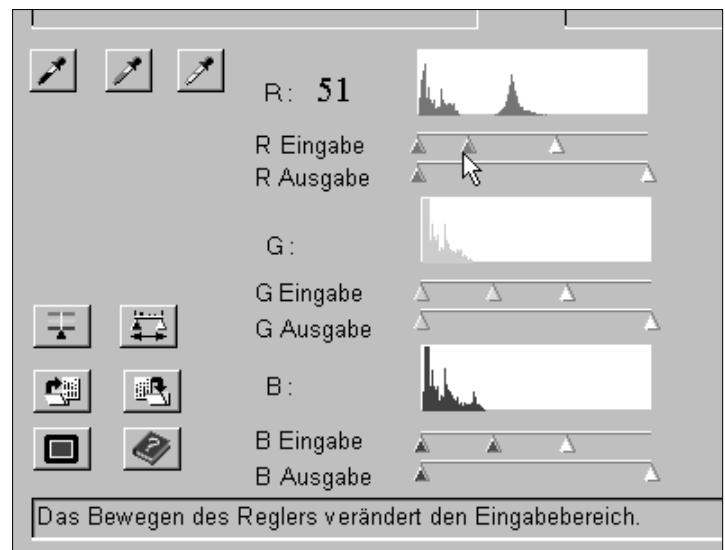 R: 51
R Eingabe
R Ausgabe
G:
G Eingabe
G Ausgabe
B:
B Eingabe
B Ausgabe
Das Bewegen des Reglers verändert den Eingabebereich.